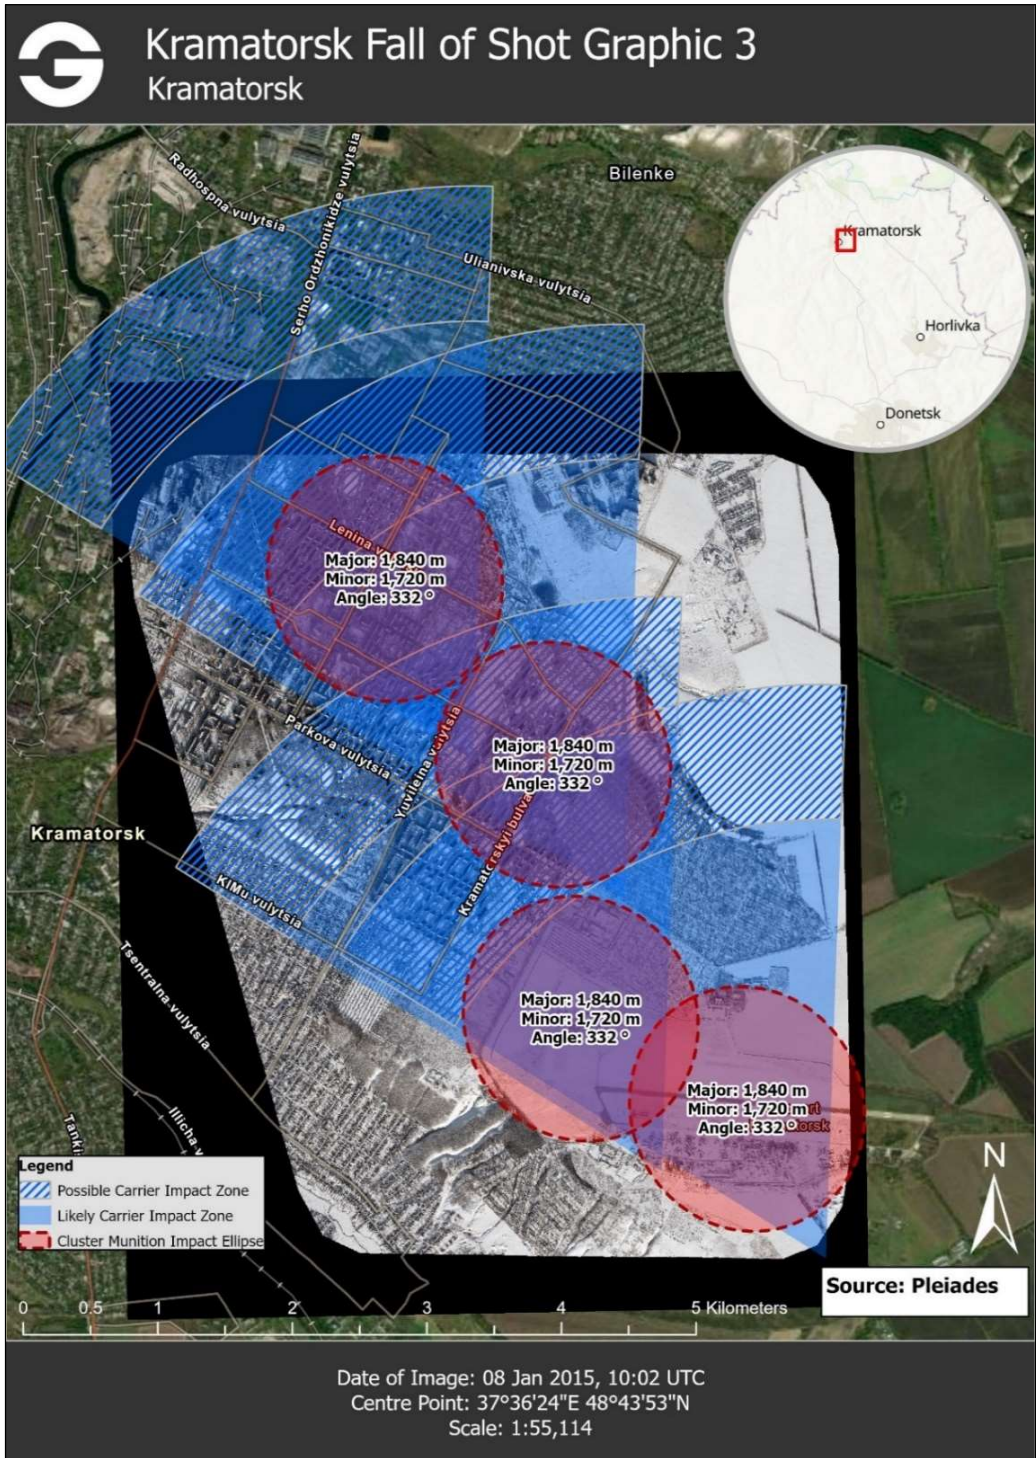 Kramatorsk Fall of Shot Graphic 3
Kramatorsk
Bilenke
Radhospna vulytsia
Serho Ordzhonikidze vulytsia
Ulianivska vulytsia
Kramatorsk
Horlivka
Donetsk
Lenina
Major: 1,840 m
Minor: 1,720 m
Angle: 332 °
Parkova vulytsia
Yuvileina vulytsia
Major: 1,840 m
Minor: 1,720 m
Angle: 332 °
Kramatorskyi
Kramatorsk
KIMu vulytsia
Tsentralna vulytsia
Major: 1,840 m
Minor: 1,720 m
Angle: 332 °
Major: 1,840 m
Minor: 1,720 m
Angle: 332 °
Illicha
N
Legend
Possible Carrier Impact Zone
Likely Carrier Impact Zone
Cluster Munition Impact Ellipse
Source: Pleiades
0 0.5 1 2 3 4 5 Kilometers
Date of Image: 08 Jan 2015, 10:02 UTC
Centre Point: 37°36'24"E 48°43'53"N
Scale: 1:55,114